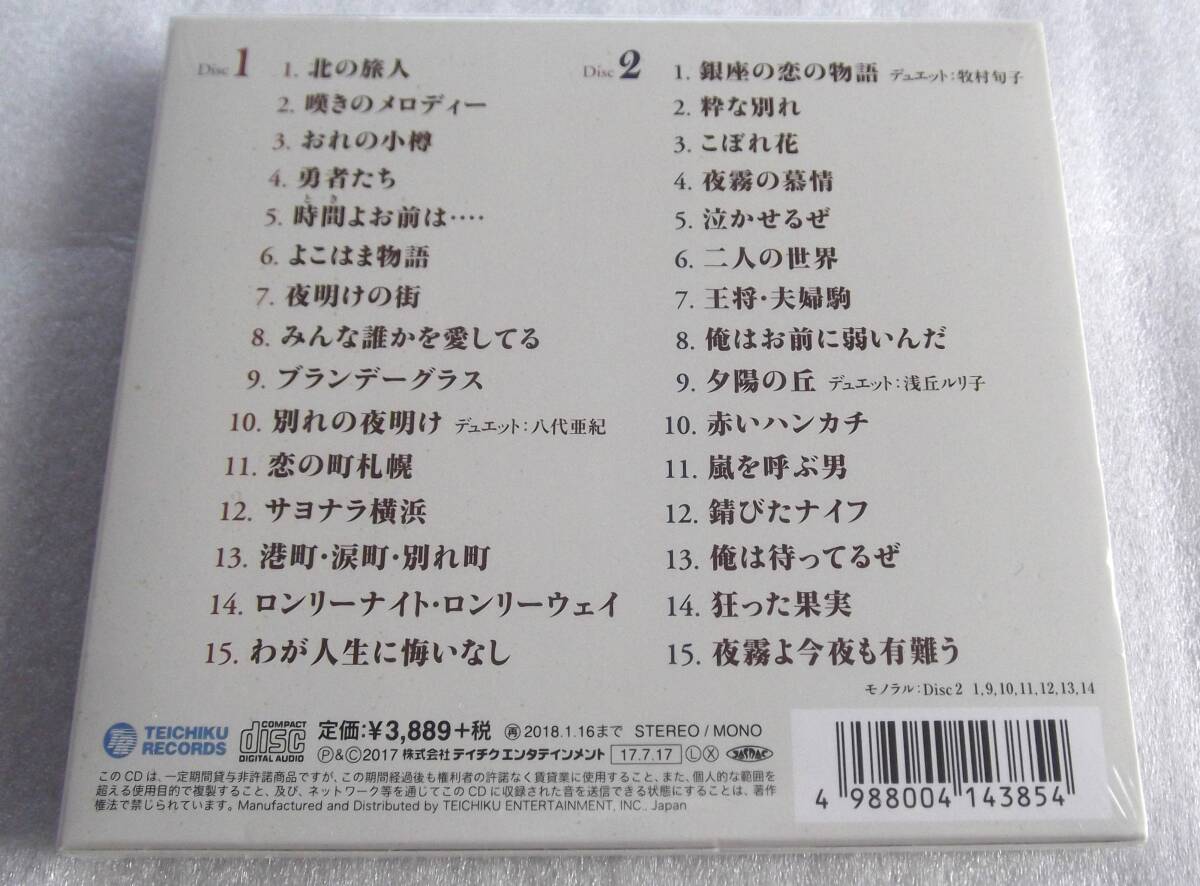 Disc 1
1. 北の旅人
2. 嘆きのメロディー
3. おれの小樽
4. 勇者たち
5. 時間よお前は‥‥
とき
6. よこはま物語
7. 夜明けの街
8. みんな誰かを愛してる
9. ブランデーグラス
10. 別れの夜明け デュエット：八代亜紀
11. 恋の町札幌
12. サヨナラ横浜
13. 港町・涙町・別れ町
14. ロンリーナイト・ロンリーウェイ
15. わが人生に悔いなし
Disc 2
1. 銀座の恋の物語 デュエット：牧村旬子
2. 粋な別れ
3. こぼれ花
4. 夜霧の慕情
5. 泣かせるぜ
6. 二人の世界
7. 王将・夫婦駒
8. 俺はお前に弱いんだ
9. 夕陽の丘 デュエット：浅丘ルリ子
10. 赤いハンカチ
11. 嵐を呼ぶ男
12. 錆びたナイフ
13. 俺は待ってるぜ
14. 狂った果実
15. 夜霧よ今夜も有難う
モノラル：Disc 2 1,9,10,11,12,13,14
TEICHIKU RECORDS
COMPACT disc DIGITAL AUDIO
定価：¥3,889+税 再 2018.1.16まで STEREO / MONO
Ⓟ&Ⓒ2017 株式会社テイチクエンタテインメント 17.7.17 Ⓛ Ⓧ JASRAC
このCDは、一定期間貸与非許諾商品ですが、この期間経過後も権利者の許諾なく賃貸業に使用すること、また、個人的な範囲を
超える使用目的で複製すること、及び、ネットワーク等を通じてこのCDに収録された音を送信できる状態にすることは、著作
権法で禁じられています。Manufactured and Distributed by TEICHIKU ENTERTAINMENT, INC., Japan
4 988004 143854